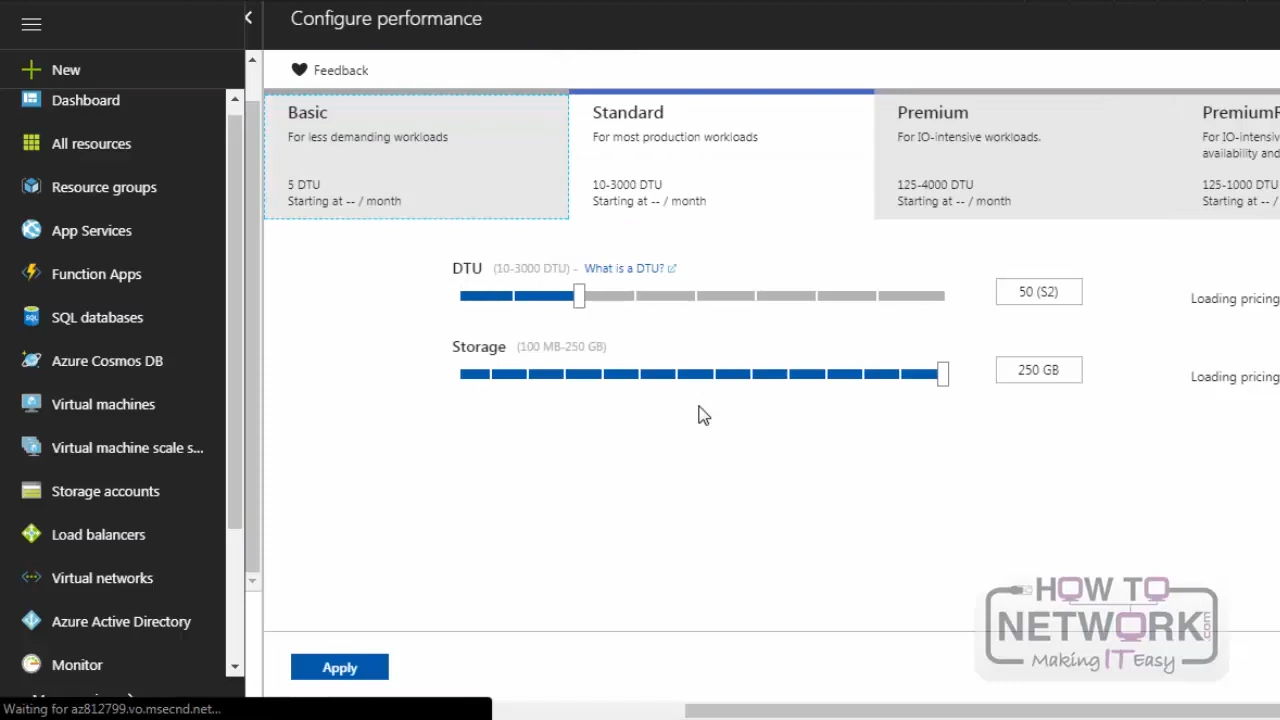 Configure performance
New
Feedback
Dashboard
All resources
Resource groups
App Services
Function Apps
SQL databases
Azure Cosmos DB
Virtual machines
Virtual machine scale s...
Storage accounts
Load balancers
Virtual networks
Azure Active Directory
Monitor
Basic
For less demanding workloads
5 DTU
Starting at -- / month
Standard
For most production workloads
10-3000 DTU
Starting at -- / month
Premium
For IO-intensive workloads.
125-4000 DTU
Starting at -- / month
PremiumR
For IO-intensiv
availability and
125-1000 DTU
Starting at -- /
DTU (10-3000 DTU) - What is a DTU?
50 (S2)
Loading pricing
Storage (100 MB-250 GB)
250 GB
Loading pricing
Apply
HOW TO
NETWORK.com
Making IT Easy
Waiting for az812799.vo.msecnd.net...